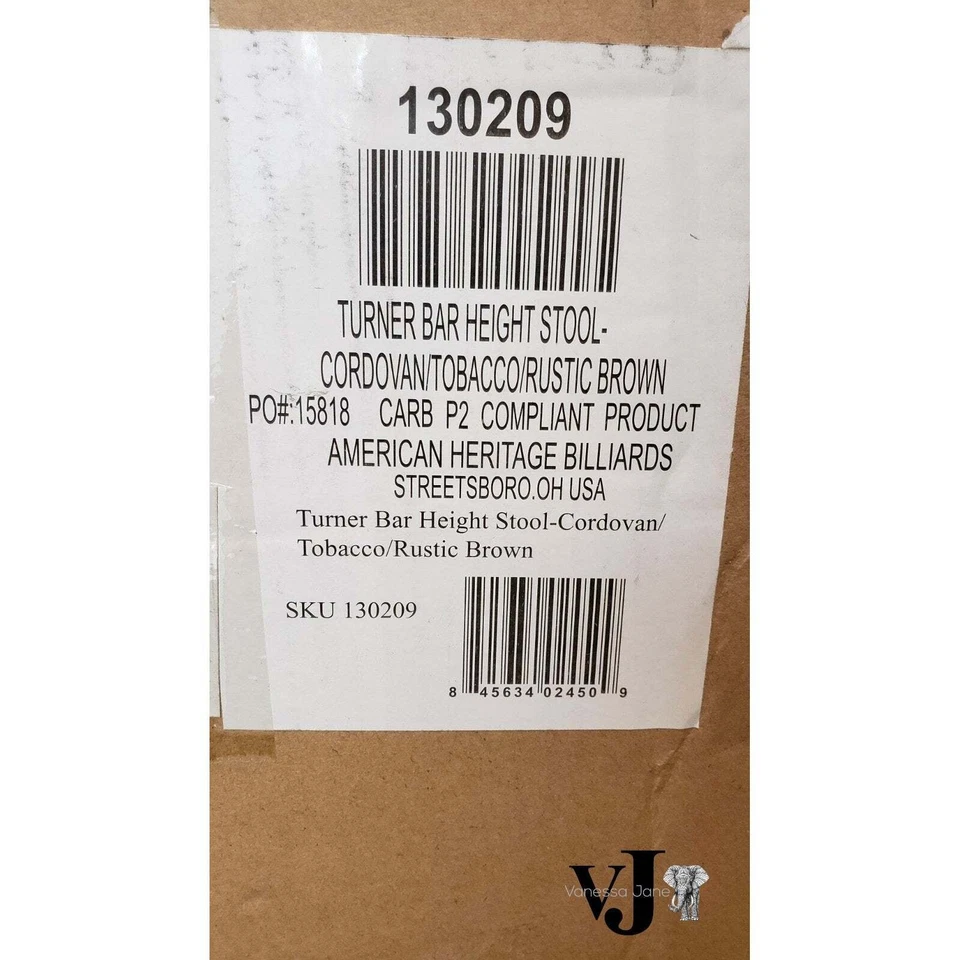 130209
TURNER BAR HEIGHT STOOL-
CORDOVAN/TOBACCO/RUSTIC BROWN
PO#:15818 CARB P2 COMPLIANT PRODUCT
AMERICAN HERITAGE BILLIARDS
STREETSBORO.OH USA
Turner Bar Height Stool-Cordovan/
Tobacco/Rustic Brown
SKU 130209
8 45634 02450 9
VJ
Vanessa Jane